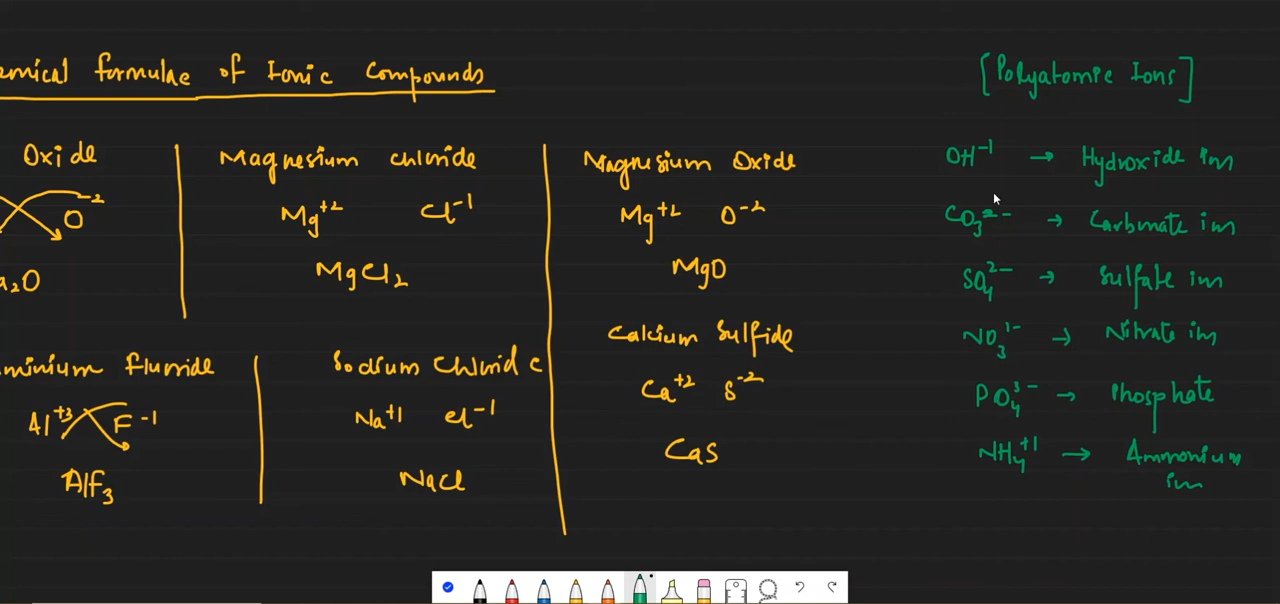 emical formulae of Ionic Compounds
[Polyatomic Ions]
Oxide
O⁻²
a₂O
Magnesium chloride
Mg⁺² Cl⁻¹
MgCl₂
Magnesium Oxide
Mg⁺² O⁻²
MgO
minium fluride
Al⁺³ F⁻¹
AlF₃
Sodium Chloride
Na⁺¹ Cl⁻¹
NaCl
Calcium Sulfide
Ca⁺² S⁻²
CaS
OH⁻¹ → Hydroxide ion
CO₃²⁻ → Carbonate ion
SO₄²⁻ → Sulfate ion
NO₃¹⁻ → Nitrate ion
PO₄³⁻ → Phosphate
NH₄⁺¹ → Ammonium
ion